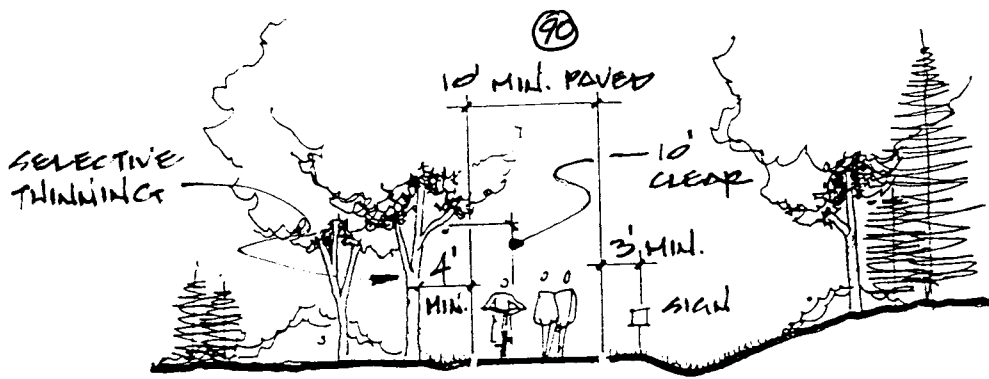 90
10' MIN. PAVED
SELECTIVE
THINNING
10'
CLEAR
4'
MIN.
3' MIN.
SIGN